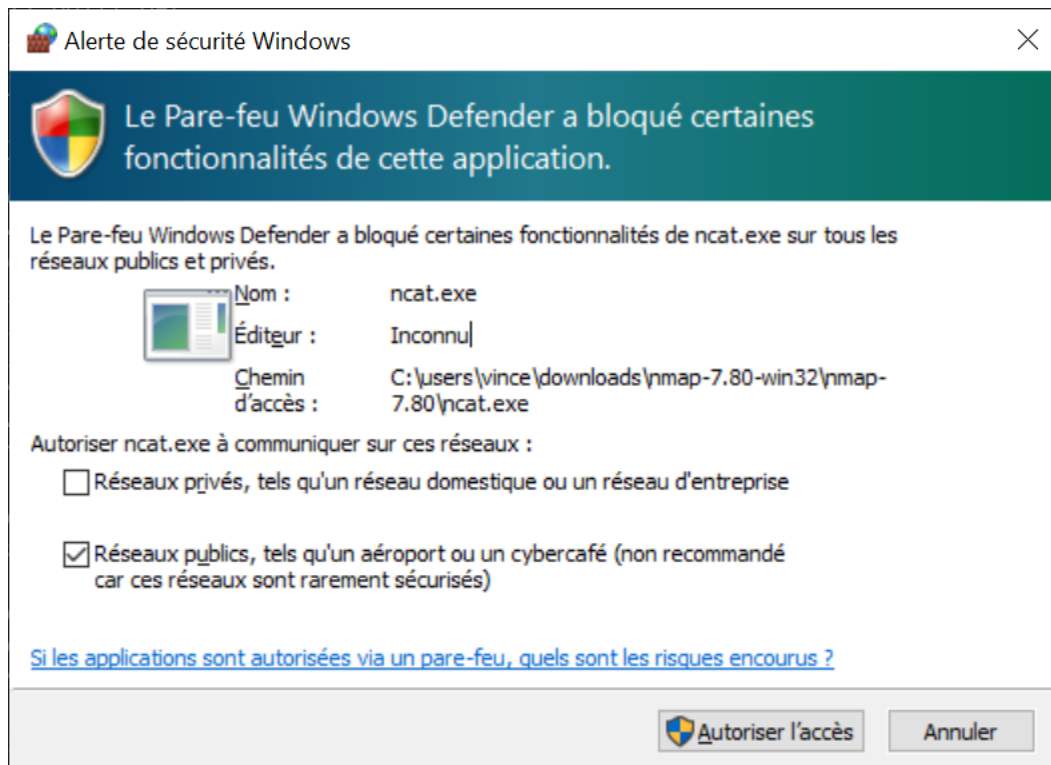 Alerte de sécurité Windows
Le Pare-feu Windows Defender a bloqué certaines
fonctionnalités de cette application.
Le Pare-feu Windows Defender a bloqué certaines fonctionnalités de ncat.exe sur tous les
réseaux publics et privés.
Nom : ncat.exe
Éditeur : Inconnu
Chemin d'accès : C:\users\vince\downloads\nmap-7.80-win32\nmap-
7.80\ncat.exe
Autoriser ncat.exe à communiquer sur ces réseaux :
Réseaux privés, tels qu'un réseau domestique ou un réseau d'entreprise
Réseaux publics, tels qu'un aéroport ou un cybercafé (non recommandé
car ces réseaux sont rarement sécurisés)
Si les applications sont autorisées via un pare-feu, quels sont les risques encourus ?
Autoriser l'accès Annuler